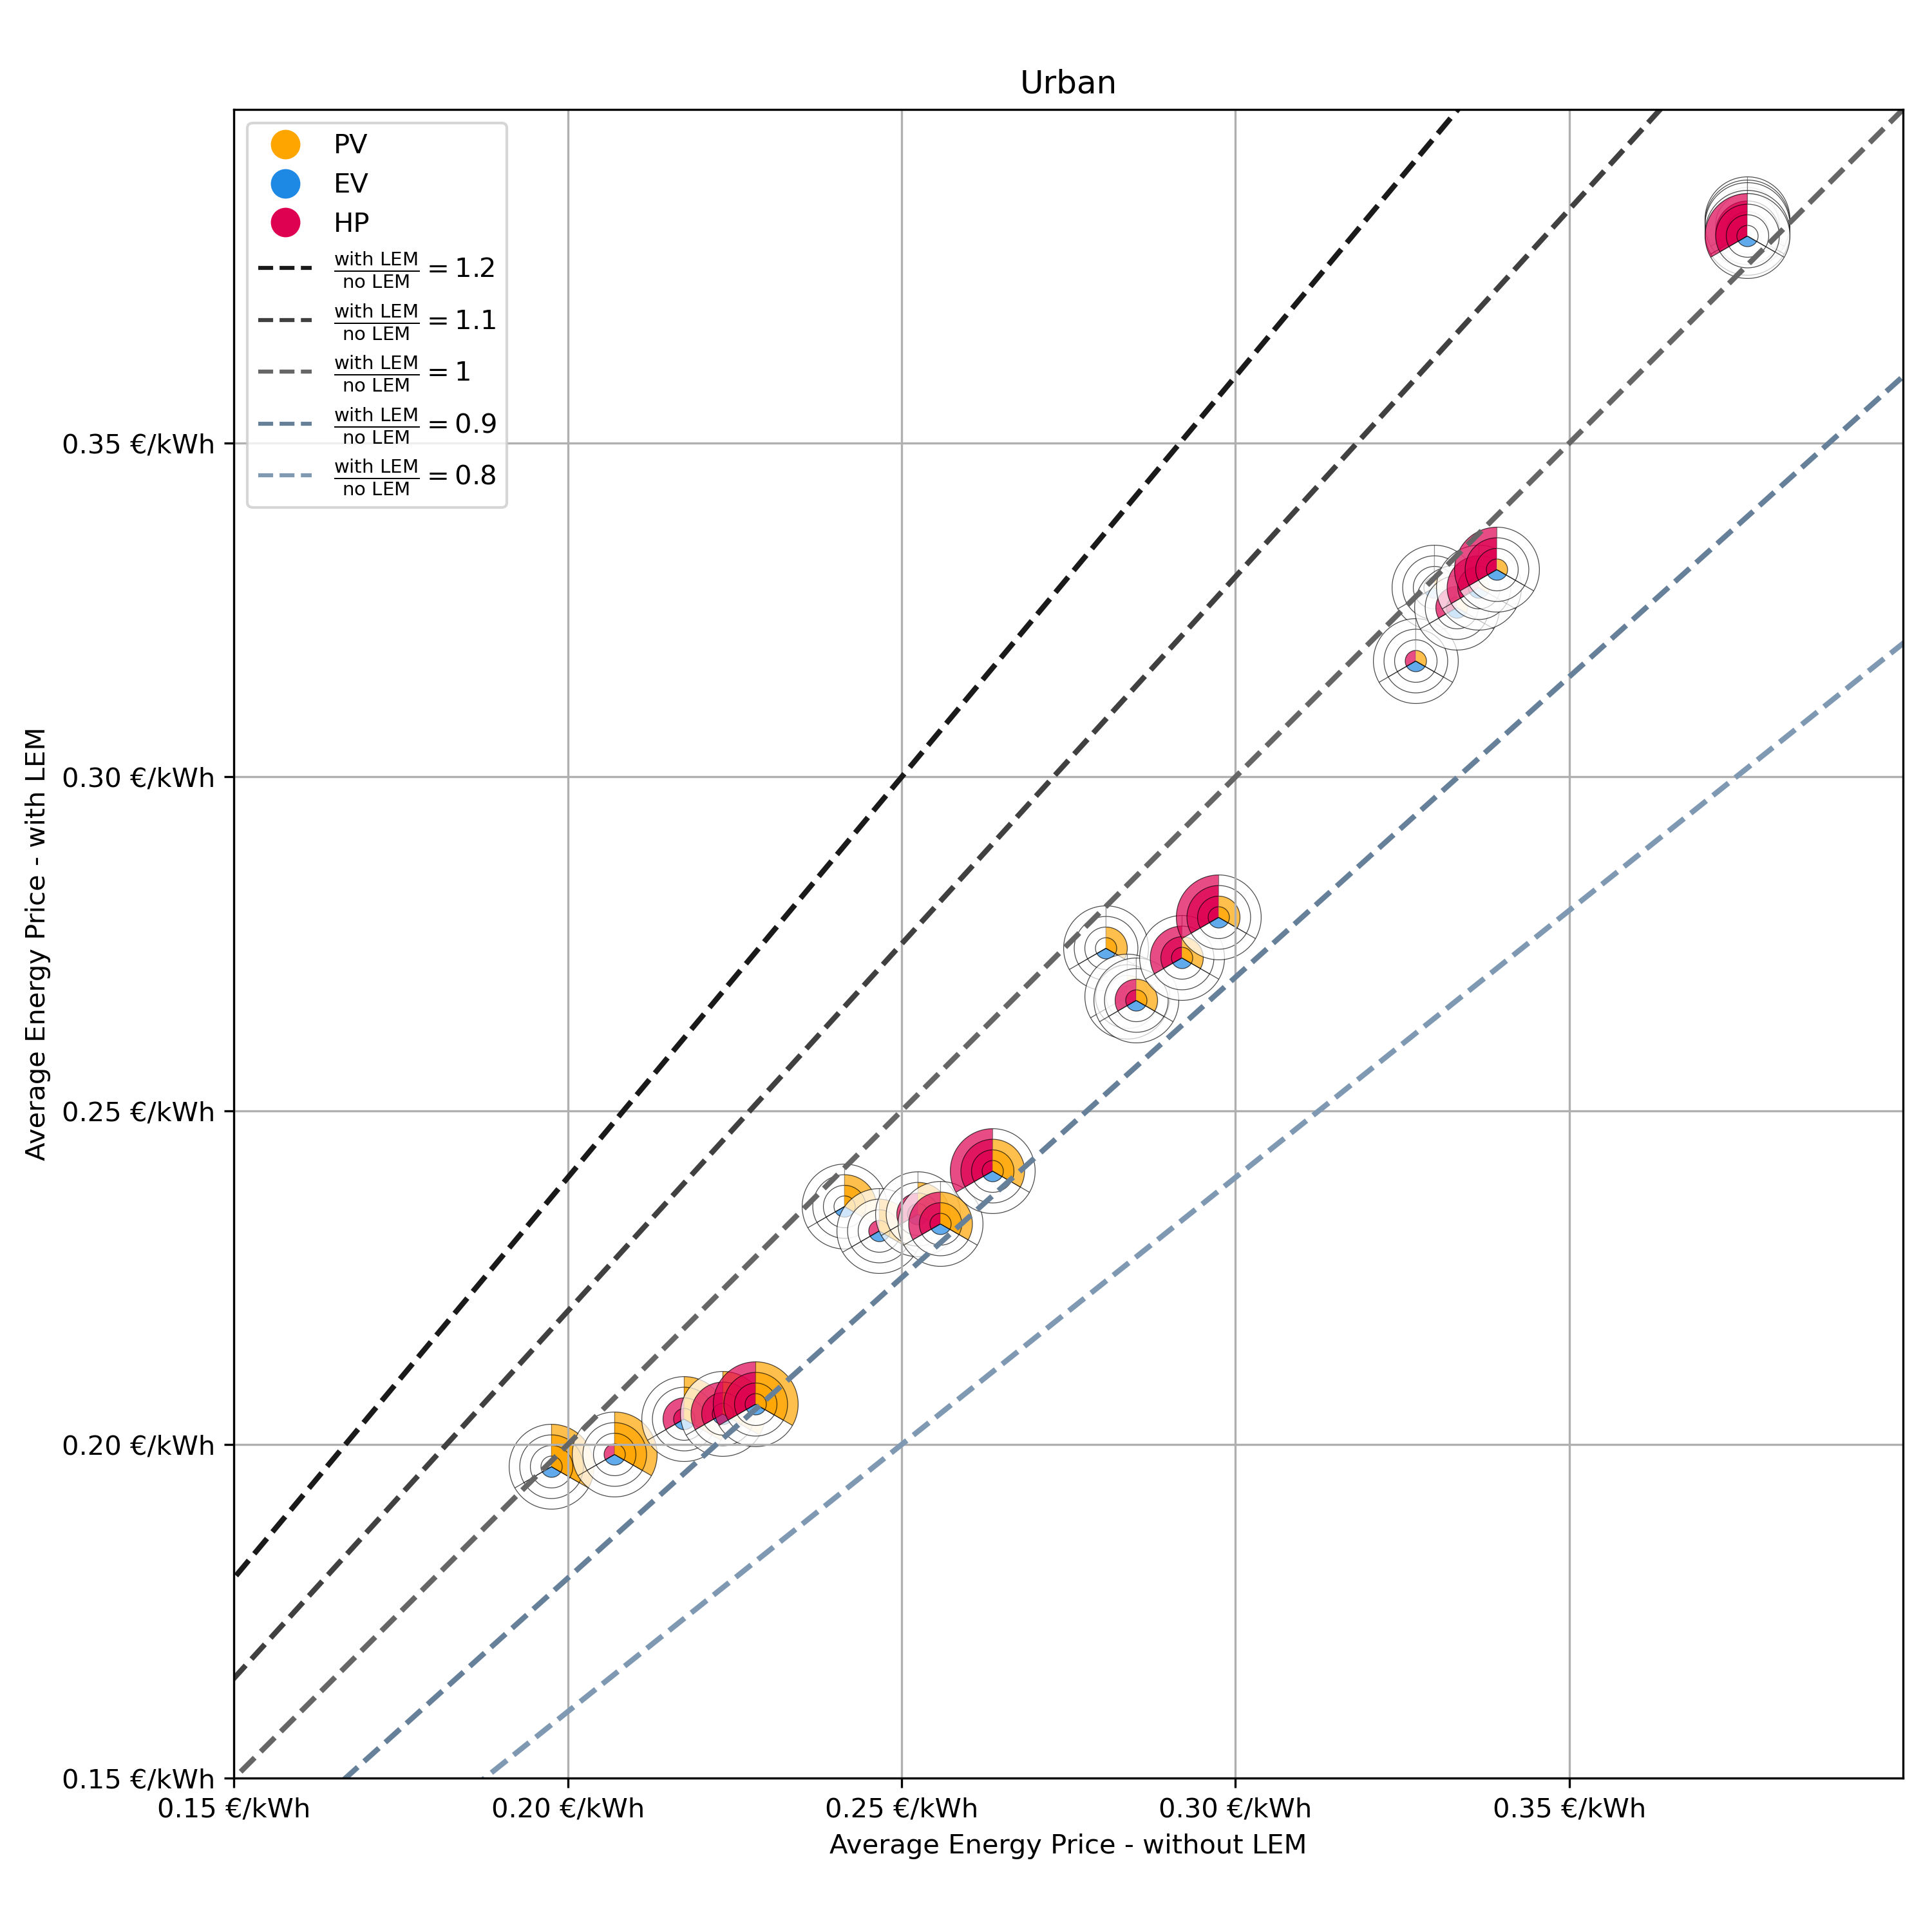 Urban
PV
EV
HP
with LEM
no LEM = 1.2
with LEM
no LEM = 1.1
with LEM
no LEM = 1
with LEM
no LEM = 0.9
with LEM
no LEM = 0.8
Average Energy Price - with LEM
0.35 €/kWh
0.30 €/kWh
0.25 €/kWh
0.20 €/kWh
0.15 €/kWh
0.15 €/kWh 0.20 €/kWh 0.25 €/kWh 0.30 €/kWh 0.35 €/kWh
Average Energy Price - without LEM